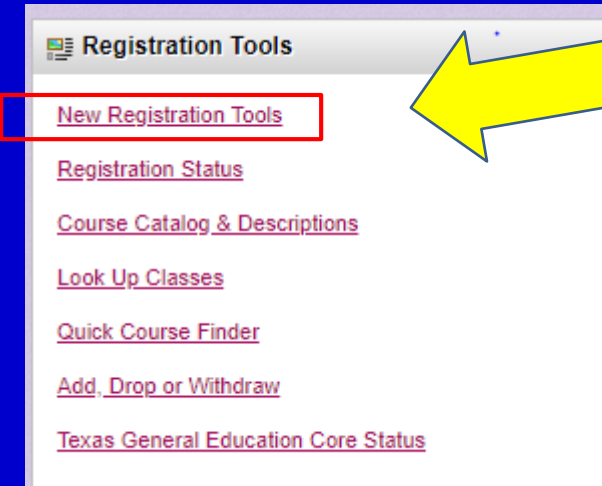 Registration Tools
New Registration Tools
Registration Status
Course Catalog & Descriptions
Look Up Classes
Quick Course Finder
Add, Drop or Withdraw
Texas General Education Core Status